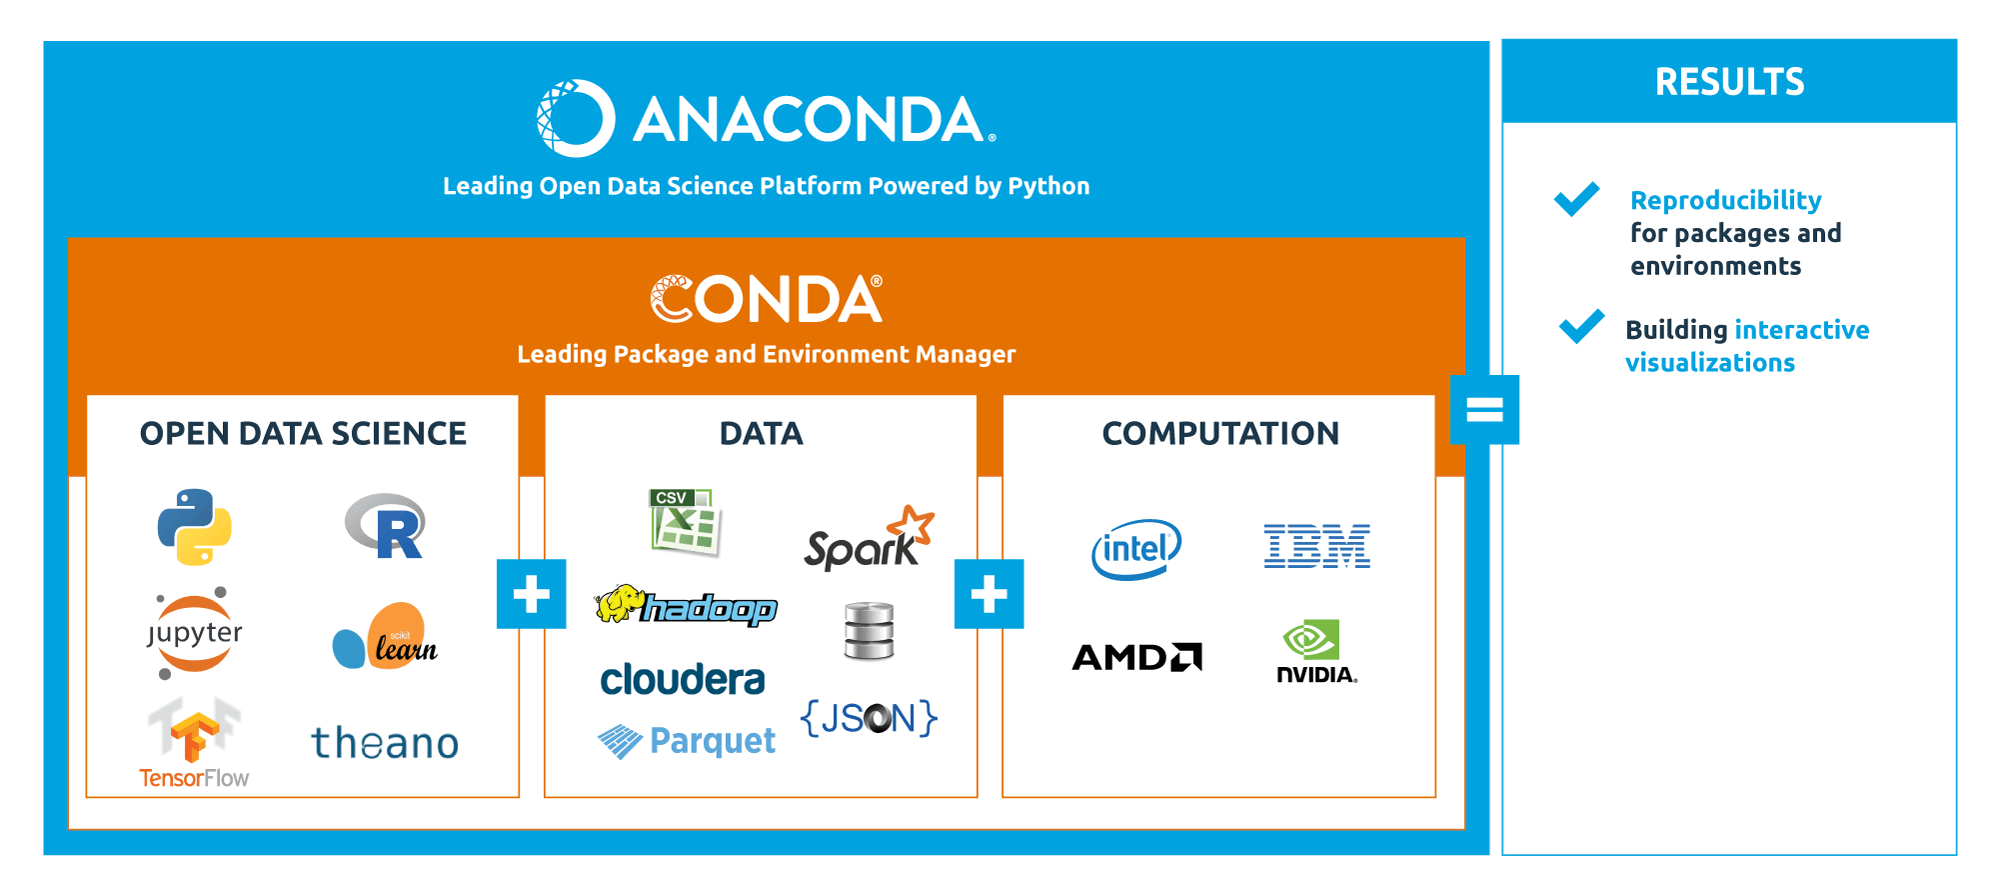 ANACONDA®
Leading Open Data Science Platform Powered by Python
CONDA®
Leading Package and Environment Manager
OPEN DATA SCIENCE
R
jupyter
scikit
learn
TF
TensorFlow
theano
+
DATA
CSV
X
Spark
hadoop
cloudera
{JSON}
Parquet
+
COMPUTATION
intel
IBM
AMD
NVIDIA®
=
RESULTS
Reproducibility
for packages and
environments
Building interactive
visualizations